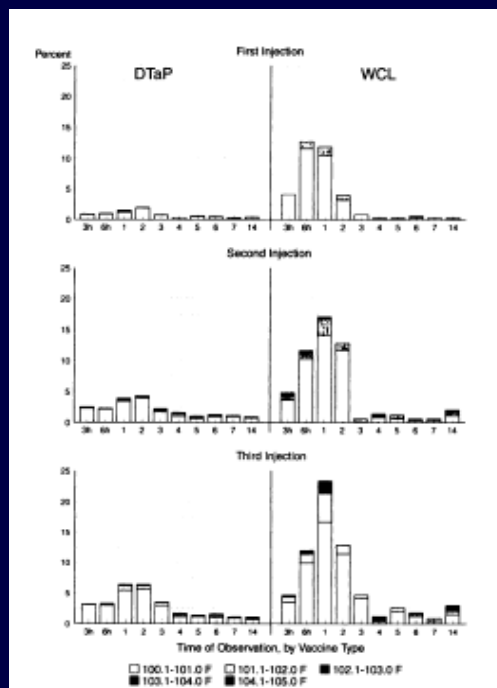 First Injection
Percent
DTaP WCL
25
20
15
10
5
0
3h 6h 1 2 3 4 5 6 7 14 3h 6h 1 2 3 4 5 6 7 14
Second Injection
25
20
15
10
5
0
3h 6h 1 2 3 4 5 6 7 14 3h 6h 1 2 3 4 5 6 7 14
Third Injection
25
20
15
10
5
0
3h 6h 1 2 3 4 5 6 7 14 3h 6h 1 2 3 4 5 6 7 14
Time of Observation, by Vaccine Type
100.1-101.0 F 101.1-102.0 F 102.1-103.0 F
103.1-104.0 F 104.1-105.0 F